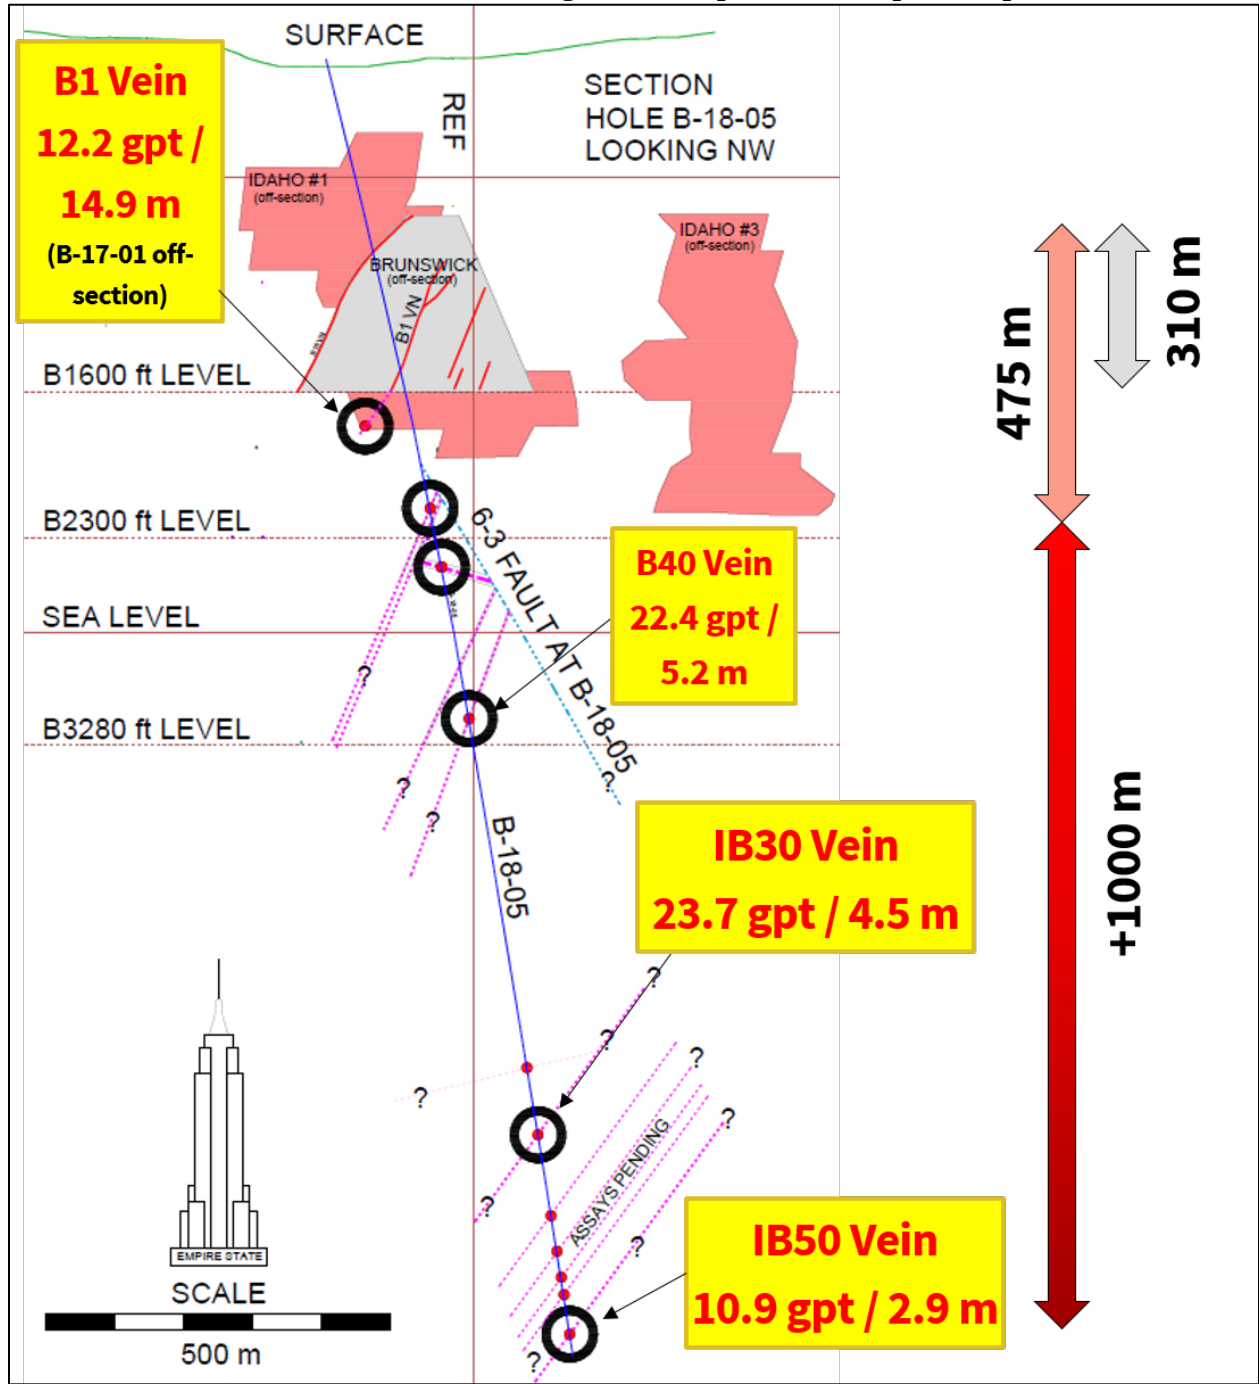 SURFACE
B1 Vein
12.2 gpt /
14.9 m
(B-17-01 off-
section)
REF
SECTION
HOLE B-18-05
LOOKING NW
IDAHO #1
(off-section)
BRUNSWICK
(off-section)
B1 VN
IDAHO #3
(off-section)
475 m
310 m
B1600 ft LEVEL
B2300 ft LEVEL
6-3 FAULT AT B-18-05
?
B40 Vein
22.4 gpt /
5.2 m
SEA LEVEL
?
B3280 ft LEVEL
?
?
B-18-05
IB30 Vein
23.7 gpt / 4.5 m
+1000 m
?
?
?
?
?
?
ASSAYS PENDING
?
?
IB50 Vein
10.9 gpt / 2.9 m
EMPIRE STATE
SCALE
500 m